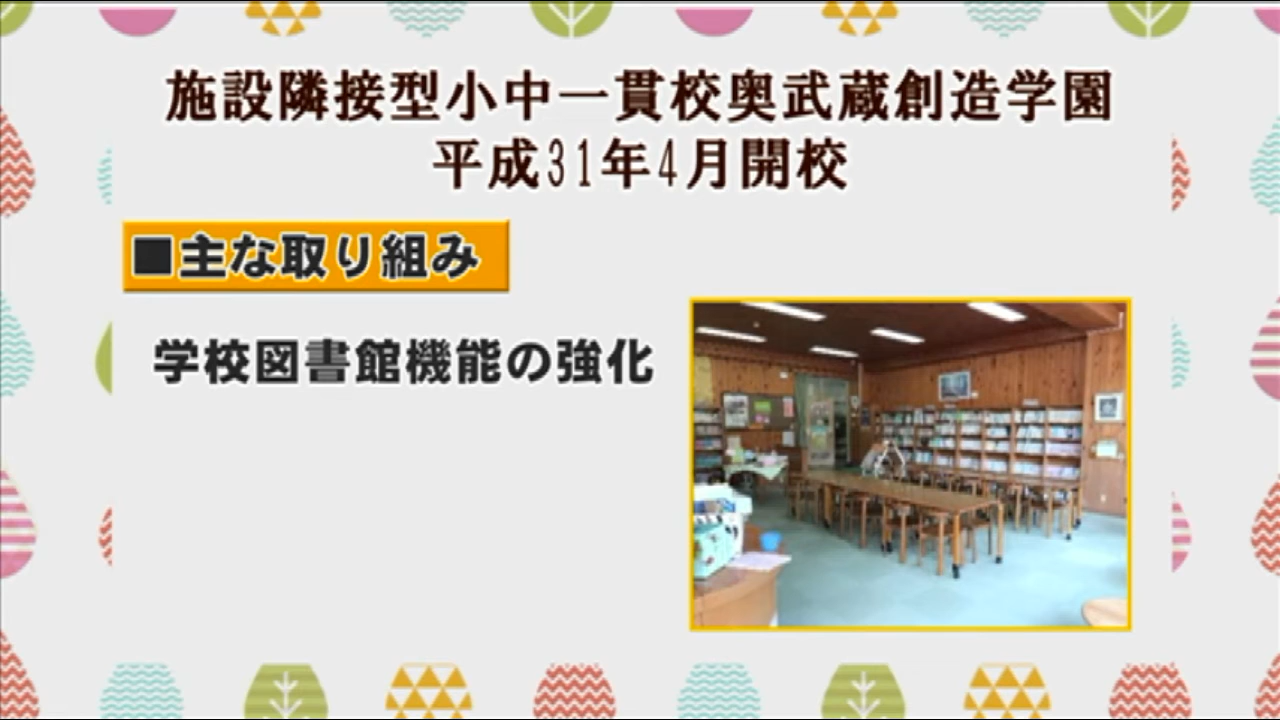 施設隣接型小中一貫校奥武蔵創造学園
平成31年4月開校
■主な取り組み
学校図書館機能の強化